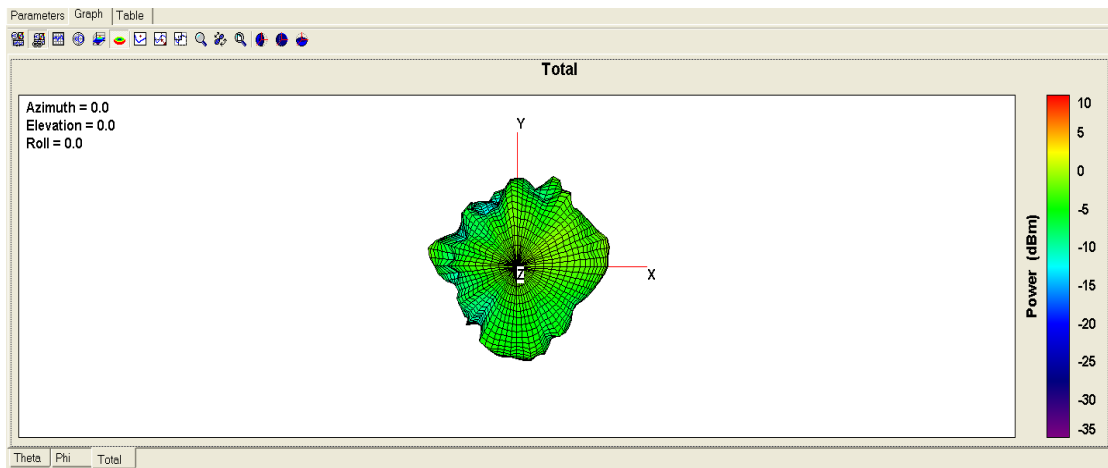 Parameters Graph Table
Total
Azimuth = 0.0
Elevation = 0.0
Roll = 0.0
Y
X
Z
10
5
0
-5
-10
-15
-20
-25
-30
-35
Power (dBm)
Theta Phi Total